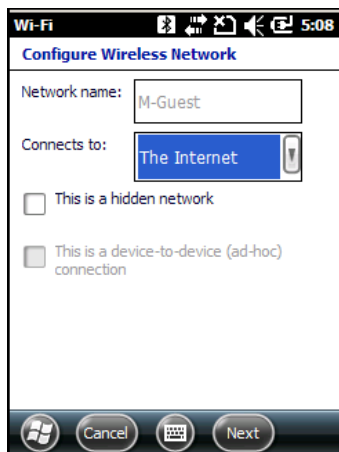 Wi-Fi 5:08
Configure Wireless Network
Network name: M-Guest
Connects to: The Internet
This is a hidden network
This is a device-to-device (ad-hoc)
connection
Cancel Next